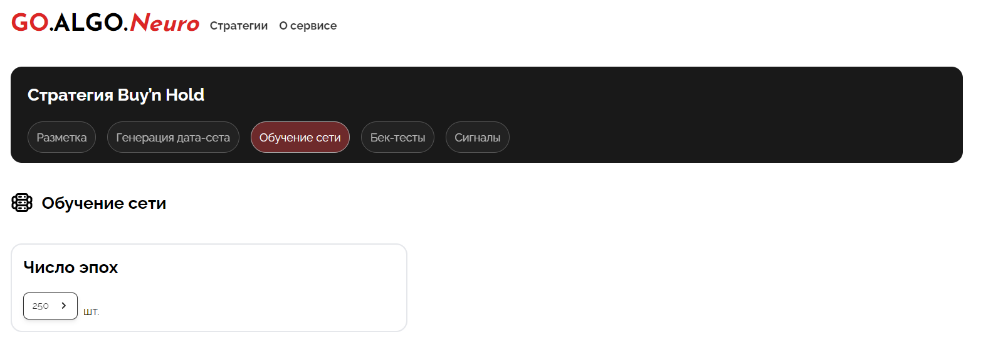 GO.ALGO.Neuro Стратегии О сервисе
Стратегия Buy’n Hold
Разметка Генерация дата-сета Обучение сети Бек-тесты Сигналы
Обучение сети
Число эпох
250 шт.